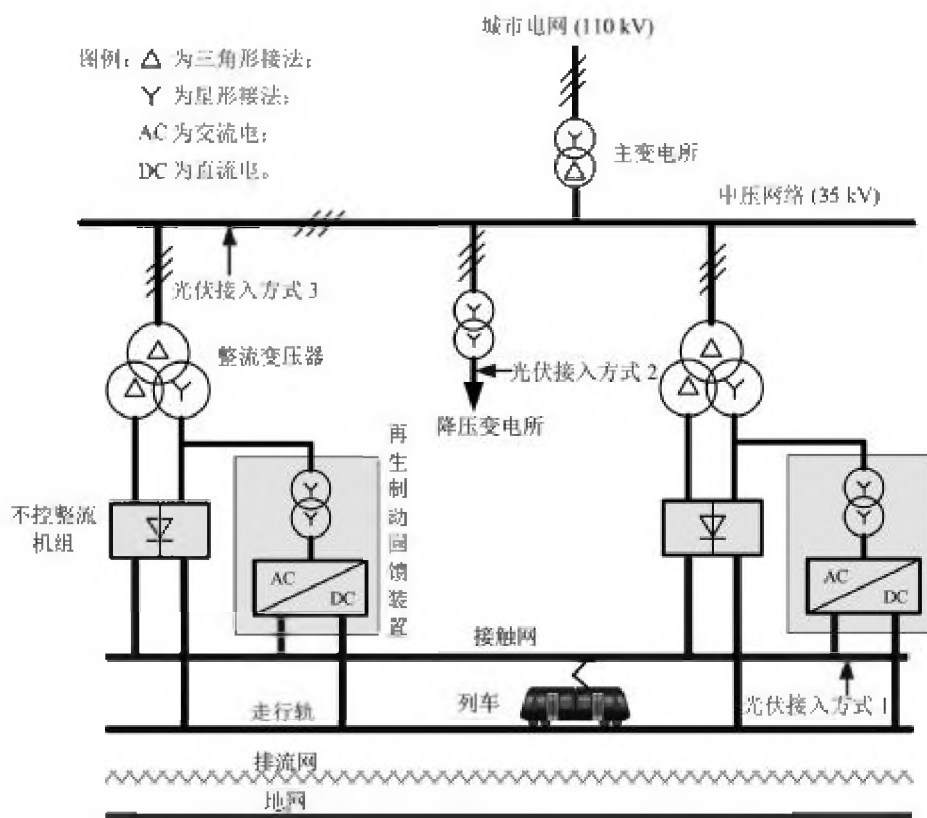 城市电网 (110 kV)
图例: △ 为三角形接法;
Y 为星形接法;
AC 为交流电;
DC 为直流电。
主变电所
中压网络 (35 kV)
光伏接入方式 3
整流变压器
光伏接入方式 2
降压变电所
再生制动回馈装置
不控整流
机组
AC
DC
AC
DC
接触网
列车
走行轨
光伏接入方式 1
排流网
地网